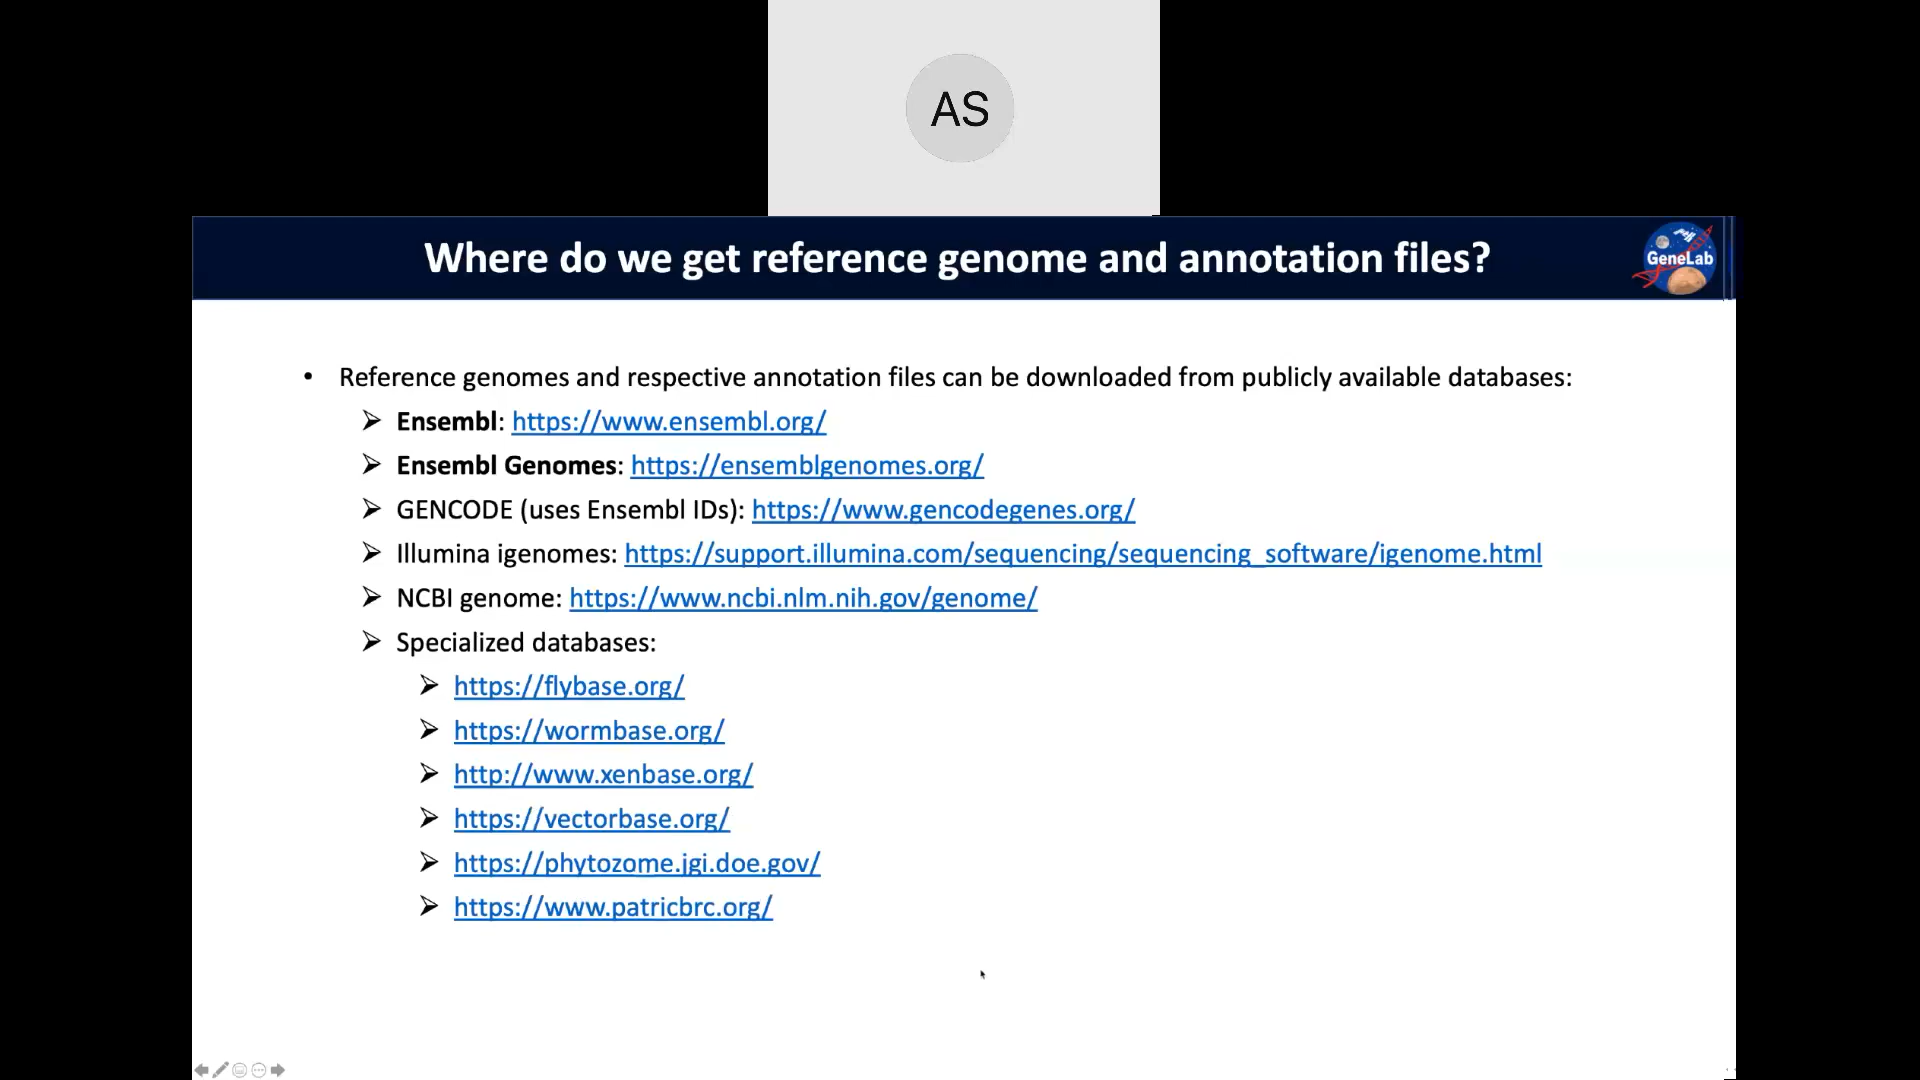 AS
Where do we get reference genome and annotation files?
GeneLab
• Reference genomes and respective annotation files can be downloaded from publicly available databases:
➢ Ensembl: https://www.ensembl.org/
➢ Ensembl Genomes: https://ensemblgenomes.org/
➢ GENCODE (uses Ensembl IDs): https://www.gencodegenes.org/
➢ Illumina igenomes: https://support.illumina.com/sequencing/sequencing_software/igenome.html
➢ NCBI genome: https://www.ncbi.nlm.nih.gov/genome/
➢ Specialized databases:
➢ https://flybase.org/
➢ https://wormbase.org/
➢ http://www.xenbase.org/
➢ https://vectorbase.org/
➢ https://phytozome.jgi.doe.gov/
➢ https://www.patricbrc.org/